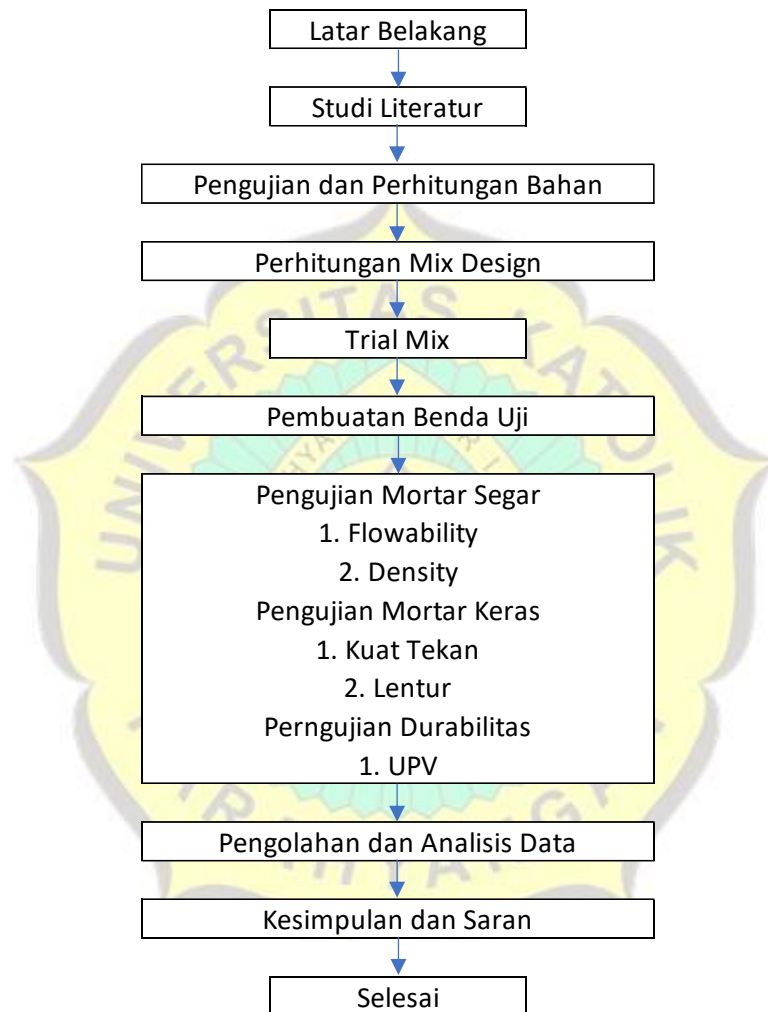 Latar Belakang
Studi Literatur
Pengujian dan Perhitungan Bahan
Perhitungan Mix Design
Trial Mix
Pembuatan Benda Uji
Pengujian Mortar Segar
1. Flowability
2. Density
Pengujian Mortar Keras
1. Kuat Tekan
2. Lentur
Perngujian Durabilitas
1. UPV
Pengolahan dan Analisis Data
Kesimpulan dan Saran
Selesai
UNIVERSITAS KATOLIK